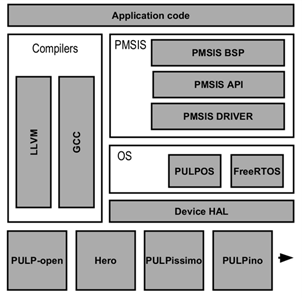 Application code
Compilers
LLVM
GCC
PMSIS
PMSIS BSP
PMSIS API
PMSIS DRIVER
OS
PULPOS
FreeRTOS
Device HAL
PULP-open
Hero
PULPissimo
PULPino